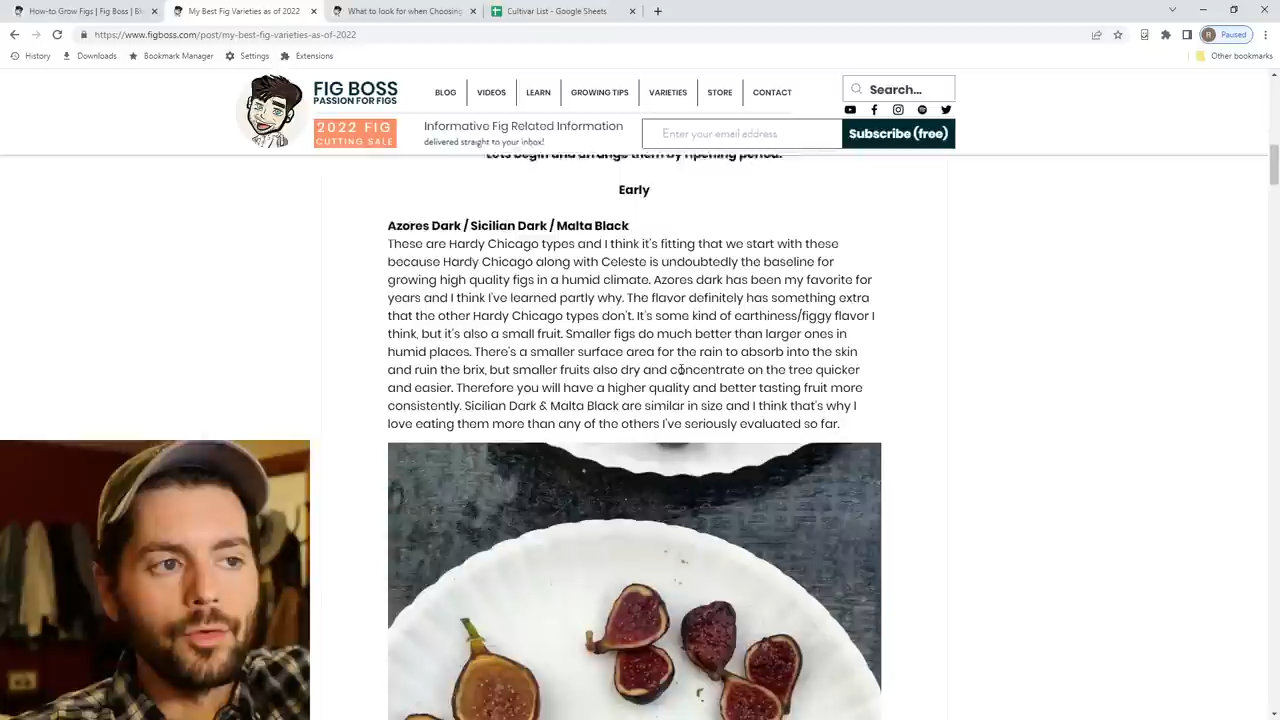 How-to Grow Figs | Fig Boss | Bl
My Best Fig Varieties as of 2022
What to look for when Choosing
Cultivar List - Google Sheets
https://www.figboss.com/post/my-best-fig-varieties-as-of-2022
R Paused
History
Downloads
Bookmark Manager
Settings
Extensions
Other bookmarks
FIG BOSS
PASSION FOR FIGS
BLOG
VIDEOS
LEARN
GROWING TIPS
VARIETIES
STORE
CONTACT
Search...
2022 FIG
CUTTING SALE
Informative Fig Related Information
delivered straight to your inbox!
Enter your email address
Subscribe (free)
Lets begin and arrange them by ripening period.
Early
Azores Dark / Sicilian Dark / Malta Black
These are Hardy Chicago types and I think it's fitting that we start with these
because Hardy Chicago along with Celeste is undoubtedly the baseline for
growing high quality figs in a humid climate. Azores dark has been my favorite for
years and I think I've learned partly why. The flavor definitely has something extra
that the other Hardy Chicago types don't. It's some kind of earthiness/figgy flavor I
think, but it's also a small fruit. Smaller figs do much better than larger ones in
humid places. There's a smaller surface area for the rain to absorb into the skin
and ruin the brix, but smaller fruits also dry and concentrate on the tree quicker
and easier. Therefore you will have a higher quality and better tasting fruit more
consistently. Sicilian Dark & Malta Black are similar in size and I think that's why I
love eating them more than any of the others I've seriously evaluated so far.